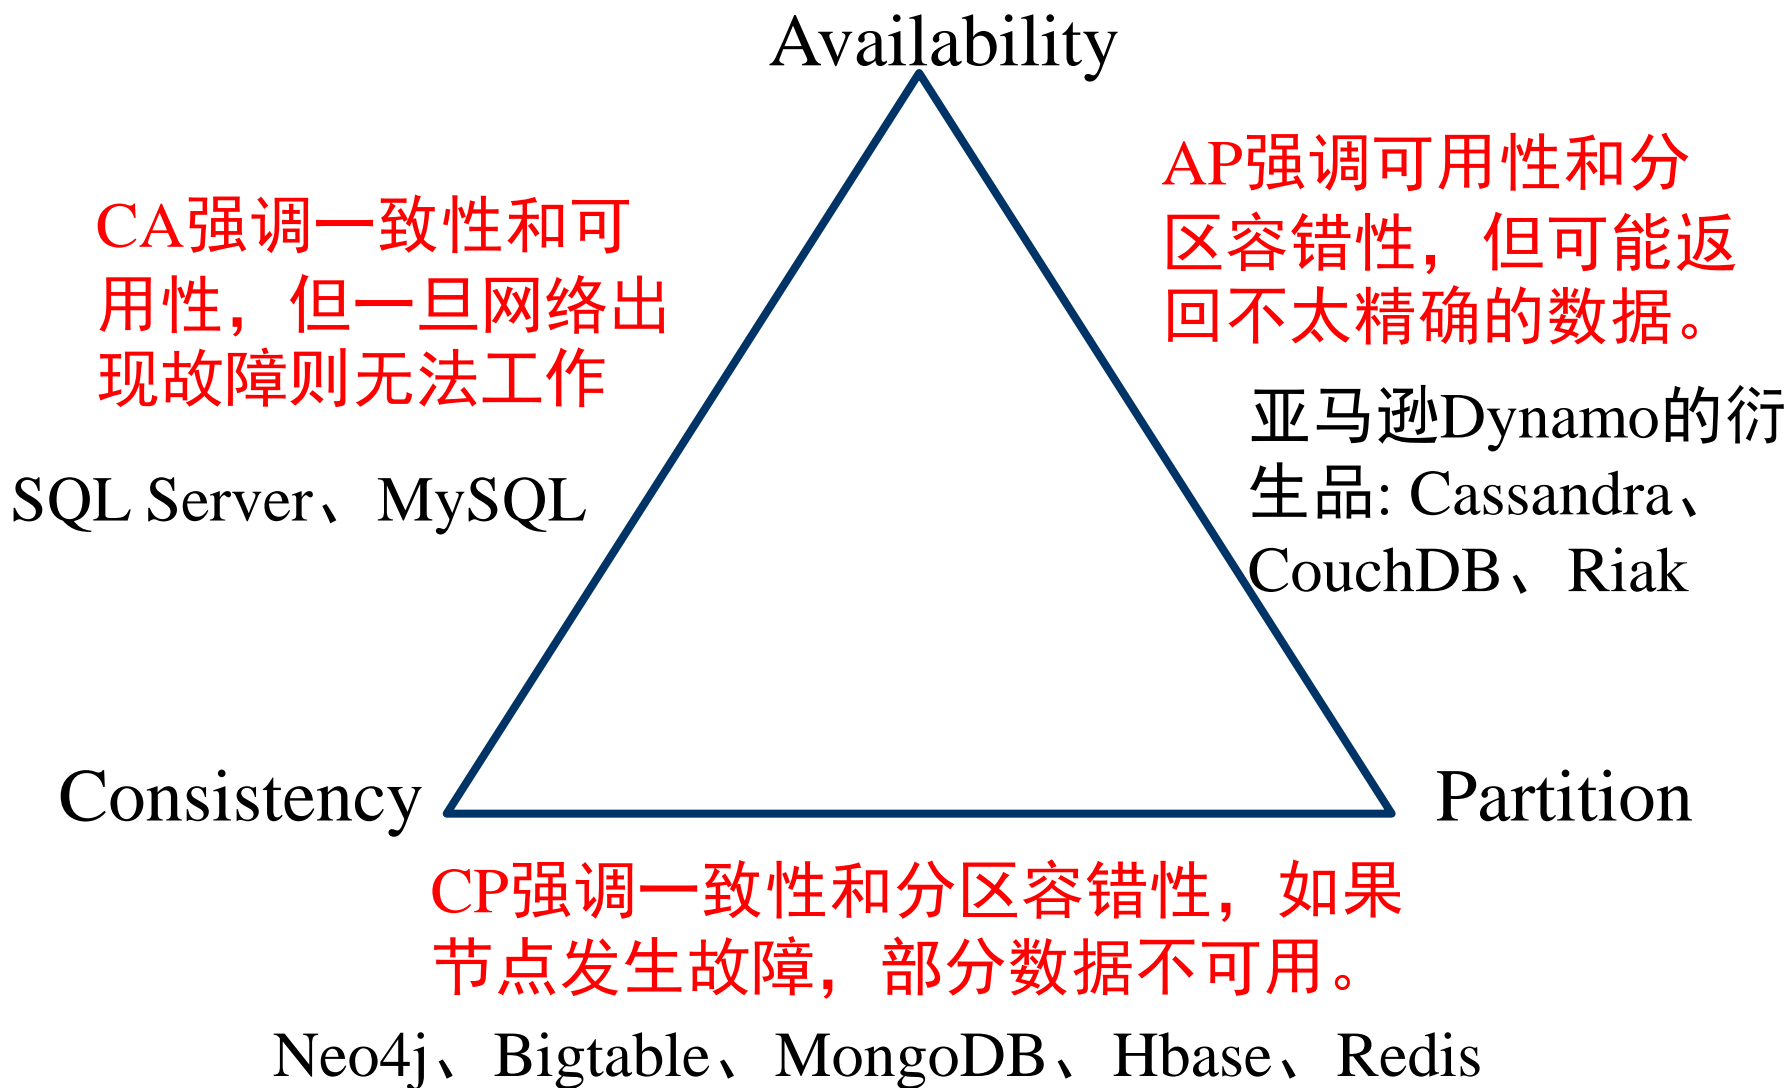 Availability
CA强调一致性和可
用性，但一旦网络出
现故障则无法工作
SQL Server、MySQL
AP强调可用性和分
区容错性，但可能返
回不太精确的数据。
亚马逊Dynamo的衍
生品: Cassandra、
CouchDB、Riak
Consistency
Partition
CP强调一致性和分区容错性，如果
节点发生故障，部分数据不可用。
Neo4j、Bigtable、MongoDB、Hbase、Redis